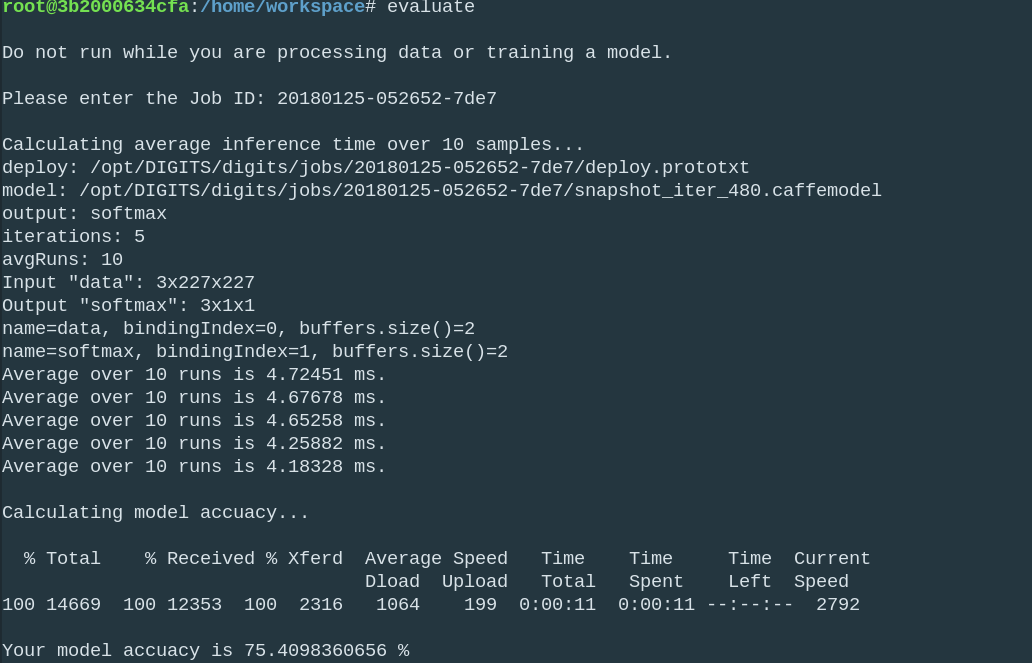 root@3b2000634cfa:/home/workspace# evaluate
Do not run while you are processing data or training a model.
Please enter the Job ID: 20180125-052652-7de7
Calculating average inference time over 10 samples...
deploy: /opt/DIGITS/digits/jobs/20180125-052652-7de7/deploy.prototxt
model: /opt/DIGITS/digits/jobs/20180125-052652-7de7/snapshot_iter_480.caffemodel
output: softmax
iterations: 5
avgRuns: 10
Input "data": 3x227x227
Output "softmax": 3x1x1
name=data, bindingIndex=0, buffers.size()=2
name=softmax, bindingIndex=1, buffers.size()=2
Average over 10 runs is 4.72451 ms.
Average over 10 runs is 4.67678 ms.
Average over 10 runs is 4.65258 ms.
Average over 10 runs is 4.25882 ms.
Average over 10 runs is 4.18328 ms.
Calculating model accuacy...
  % Total    % Received % Xferd  Average Speed   Time    Time     Time  Current
                                 Dload  Upload   Total   Spent    Left  Speed
100 14669  100 12353  100  2316   1064    199  0:00:11  0:00:11 --:--:--  2792
Your model accuacy is 75.4098360656 %